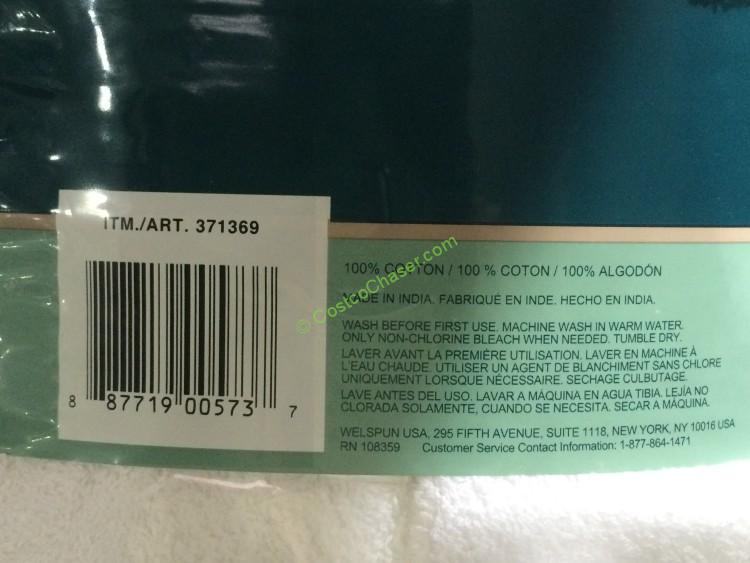 ITM./ART. 371369
8 87719 00573 7
© CostcoChaser.com
100% COTTON / 100 % COTON / 100% ALGODÓN
MADE IN INDIA. FABRIQUÉ EN INDE. HECHO EN INDIA.
WASH BEFORE FIRST USE. MACHINE WASH IN WARM WATER.
ONLY NON-CHLORINE BLEACH WHEN NEEDED. TUMBLE DRY.
LAVER AVANT LA PREMIÈRE UTILISATION. LAVER EN MACHINE À
L'EAU CHAUDE. UTILISER UN AGENT DE BLANCHIMENT SANS CHLORE
UNIQUEMENT LORSQUE NÉCESSAIRE. SECHAGE CULBUTAGE.
LAVE ANTES DEL USO. LAVAR A MÁQUINA EN AGUA TIBIA. LEJÍA NO
CLORADA SOLAMENTE, CUANDO SE NECESITA. SECAR A MÁQUINA.
WELSPUN USA, 295 FIFTH AVENUE, SUITE 1118, NEW YORK, NY 10016 USA
RN 108359 Customer Service Contact Information: 1-877-864-1471